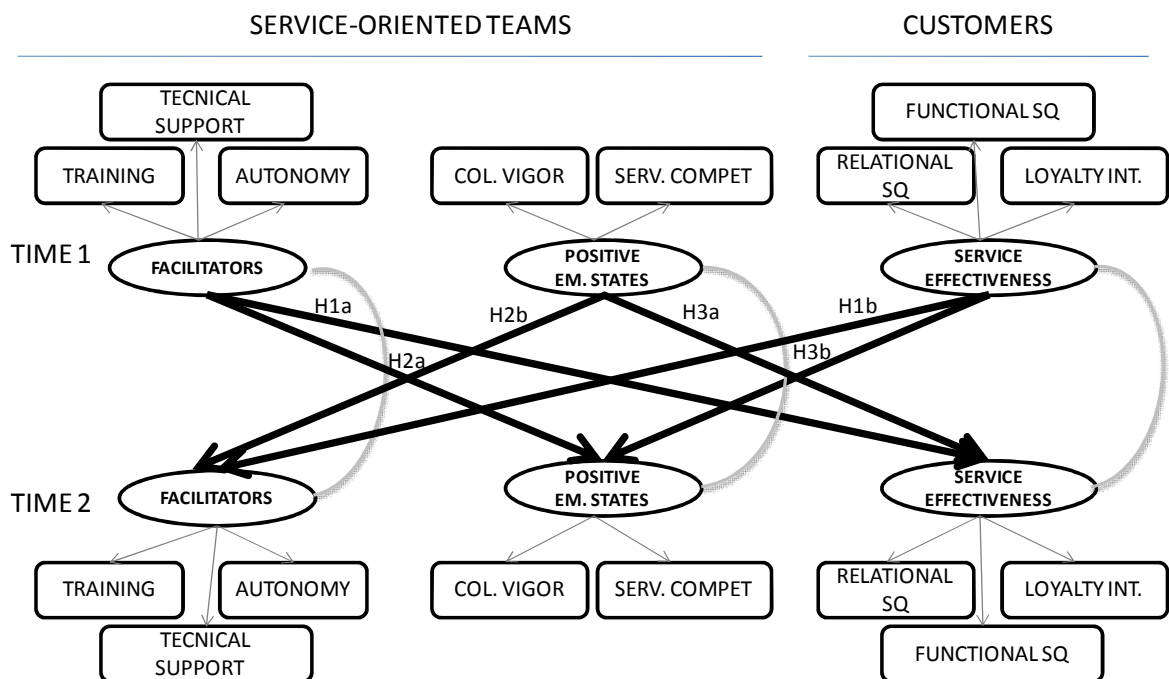 SERVICE-ORIENTED TEAMS
CUSTOMERS
TECNICAL
SUPPORT
FUNCTIONAL SQ
TRAINING
AUTONOMY
COL. VIGOR
SERV. COMPET
RELATIONAL
SQ
LOYALTY INT.
TIME 1
FACILITATORS
POSITIVE
EM. STATES
SERVICE
EFFECTIVENESS
H1a
H2b
H3a
H1b
H2a
H3b
TIME 2
FACILITATORS
POSITIVE
EM. STATES
SERVICE
EFFECTIVENESS
TRAINING
AUTONOMY
COL. VIGOR
SERV. COMPET
RELATIONAL
SQ
LOYALTY INT.
TECNICAL
SUPPORT
FUNCTIONAL SQ